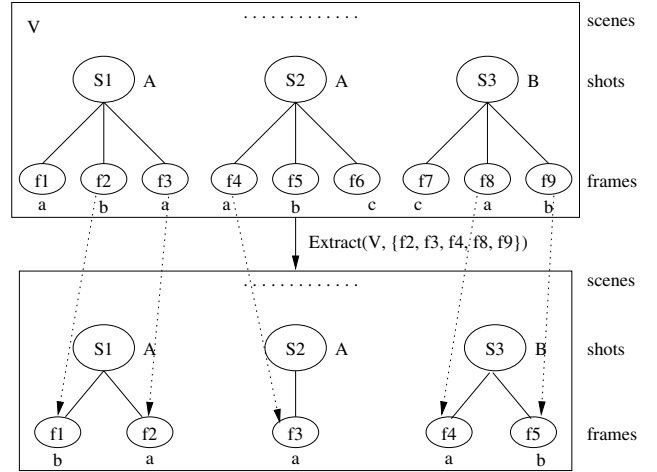 V
. . . . . . . . . . . . .
scenes
S1 A S2 A S3 B shots
f1 f2 f3 f4 f5 f6 f7 f8 f9 frames
a b a a b c c a b
Extract(V, {f2, f3, f4, f8, f9})
. . . . . . . . . . . . .
scenes
S1 A S2 A S3 B shots
f1 f2 f3 f4 f5 frames
b a a a b